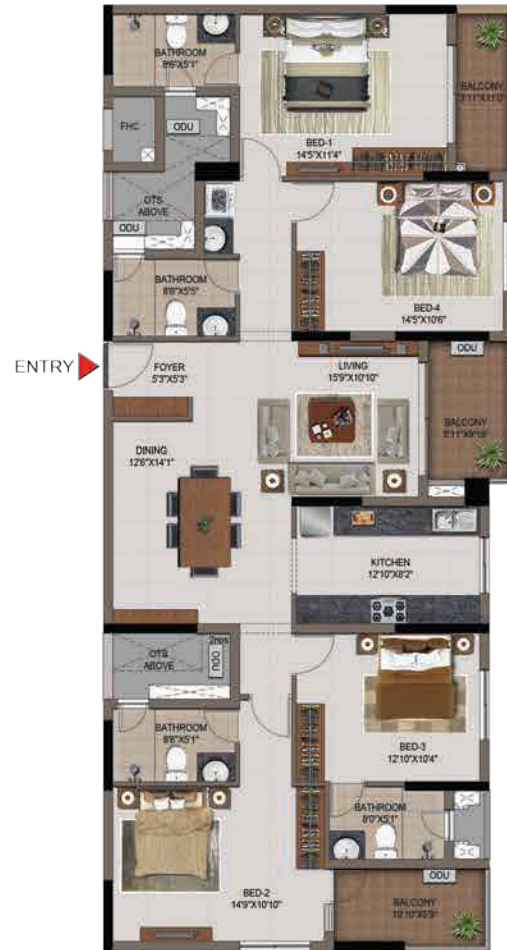 BATHROOM
8'6"X5'1"
BALCONY
FHC
ODU
BED-1
14'5"X11'4"
OTS
ABOVE
ODU
BATHROOM
8'6"X5'5"
BED-4
14'5"X10'6"
ENTRY
FOYER
5'3"X5'3"
LIVING
15'9"X10'10"
ODU
BALCONY
DINING
12'6"X14'1"
KITCHEN
12'10"X8'2"
OTS
ABOVE
2nos
ODU
BATHROOM
8'6"X5'1"
BED-3
12'10"X10'4"
BATHROOM
8'0"X5'1"
ODU
BED-2
14'9"X10'10"
BALCONY
10'10"X5'9"